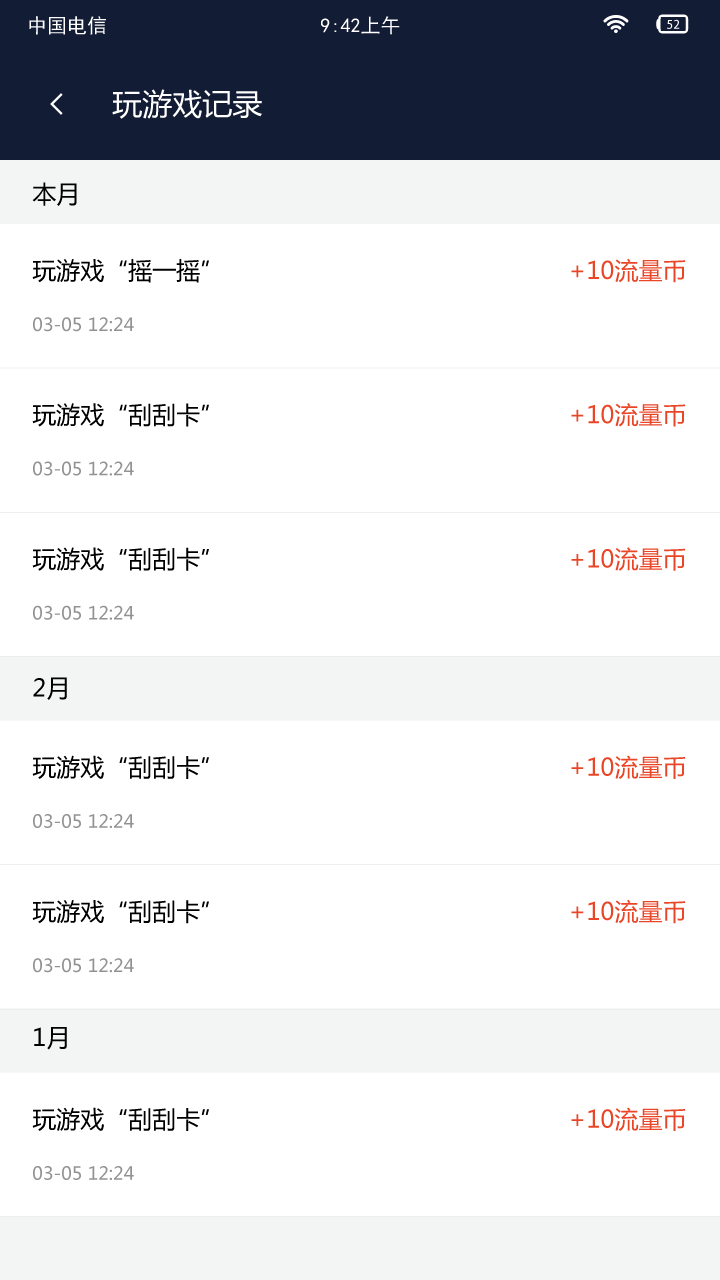 中国电信 9:42上午 52
玩游戏记录
本月
玩游戏“摇一摇” +10流量币
03-05 12:24
玩游戏“刮刮卡” +10流量币
03-05 12:24
玩游戏“刮刮卡” +10流量币
03-05 12:24
2月
玩游戏“刮刮卡” +10流量币
03-05 12:24
玩游戏“刮刮卡” +10流量币
03-05 12:24
1月
玩游戏“刮刮卡” +10流量币
03-05 12:24